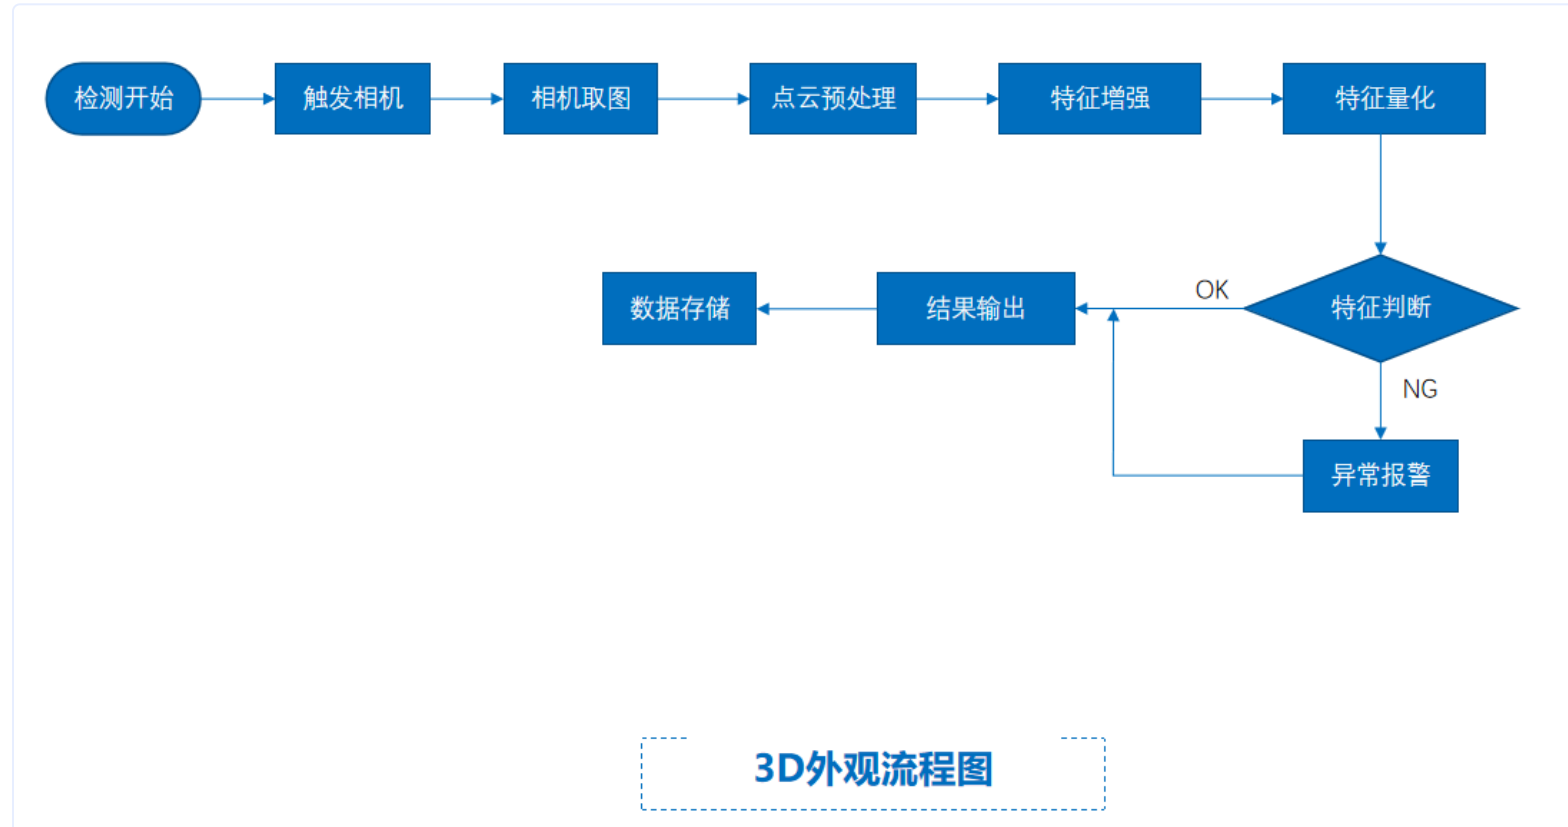 检测开始
触发相机
相机取图
点云预处理
特征增强
特征量化
特征判断
OK
结果输出
数据存储
NG
异常报警
3D外观流程图